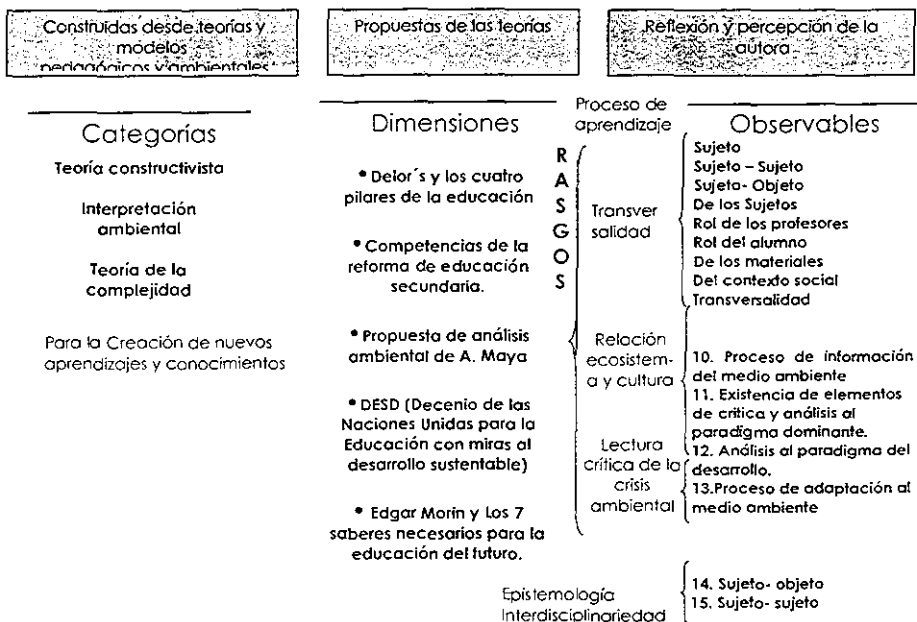 Construidas desde teorías y
modelos
pedagógicos y ambientales
Propuestas de las teorías
Reflexión y percepción de la
autora
Categorías
Teoría constructivista
Interpretación
ambiental
Teoría de la
complejidad
Para la Creación de nuevos
aprendizajes y conocimientos
Dimensiones
• Delor´s y los cuatro
pilares de la educación
• Competencias de la
reforma de educación
secundaria.
• Propuesta de análisis
ambiental de A. Maya
• DESD (Decenio de las
Naciones Unidas para la
Educación con miras al
desarrollo sustentable)
• Edgar Morin y Los 7
saberes necesarios para la
educación del futuro.
R
A
S
G
O
S
Proceso de
aprendizaje
Transver
salidad
Relación
ecosistem-
a y cultura
Lectura
crítica de la
crisis
ambiental
Epistemología
Interdisciplinariedad
Observables
Sujeto
Sujeto – Sujeto
Sujeta- Objeto
De los Sujetos
Rol de los profesores
Rol del alumno
De los materiales
Del contexto social
Transversalidad
10. Proceso de información
del medio ambiente
11. Existencia de elementos
de crítica y análisis al
paradigma dominante.
12. Análisis al paradigma del
desarrollo.
13.Proceso de adaptación al
medio ambiente
14. Sujeto- objeto
15. Sujeto- sujeto